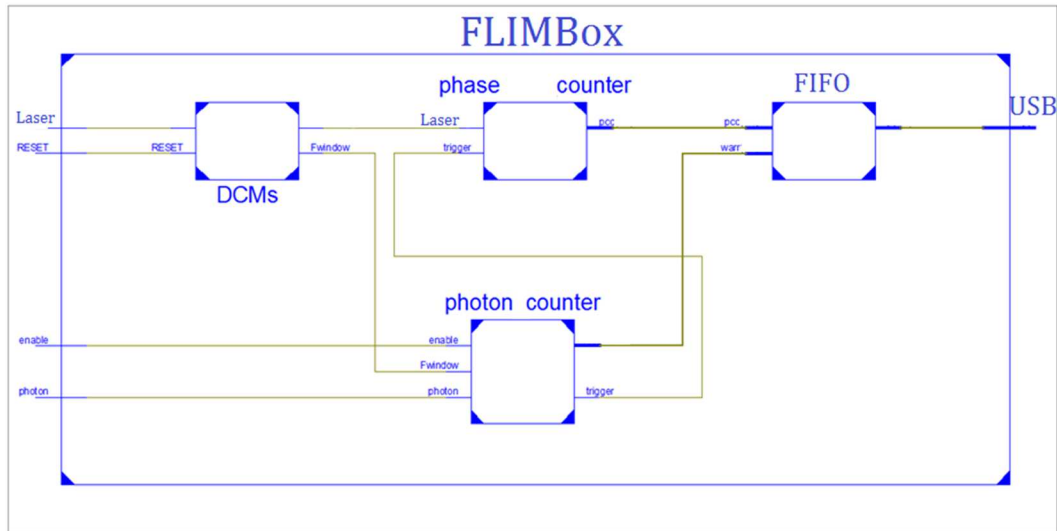 FLIMBox
phase counter
FIFO
Laser
Laser
pcc
pcc
USB
RESET
RESET
Fwindow
trigger
warr
DCMs
photon counter
enable
enable
Fwindow
photon
photon
trigger